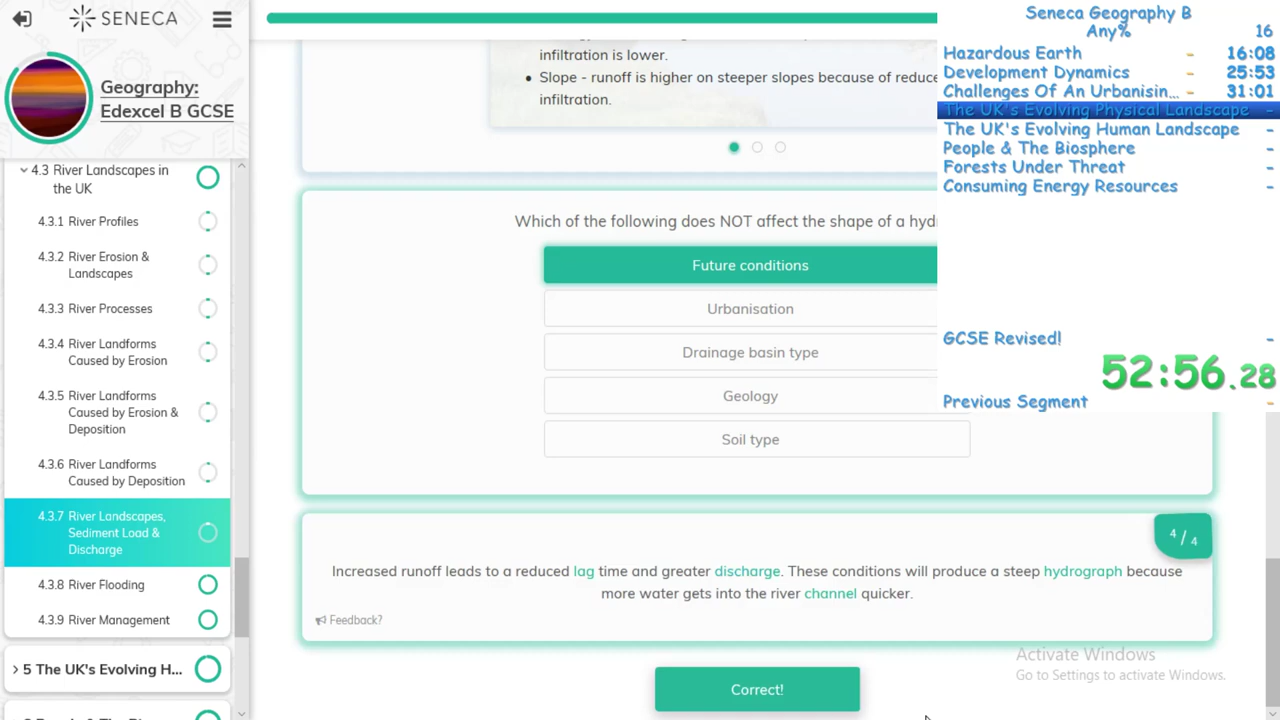 SENECA
Geography:
Edexcel B GCSE
4.3 River Landscapes in
the UK
4.3.1 River Profiles
4.3.2 River Erosion &
Landscapes
4.3.3 River Processes
4.3.4 River Landforms
Caused by Erosion
4.3.5 River Landforms
Caused by Erosion &
Deposition
4.3.6 River Landforms
Caused by Deposition
4.3.7 River Landscapes,
Sediment Load &
Discharge
4.3.8 River Flooding
4.3.9 River Management
5 The UK's Evolving H...
infiltration is lower.
• Slope - runoff is higher on steeper slopes because of reduce
infiltration.
Which of the following does NOT affect the shape of a hyd
Future conditions
Urbanisation
Drainage basin type
Geology
Soil type
4/4
Increased runoff leads to a reduced lag time and greater discharge. These conditions will produce a steep hydrograph because
more water gets into the river channel quicker.
Feedback?
Correct!
Activate Windows
Go to Settings to activate Windows.
Seneca Geography B
Any% 16
Hazardous Earth - 16:08
Development Dynamics - 25:53
Challenges Of An Urbanisin... - 31:01
The UK's Evolving Physical Landscape -
The UK's Evolving Human Landscape -
People & The Biosphere -
Forests Under Threat -
Consuming Energy Resources -
GCSE Revised! -
52:56.28
Previous Segment -